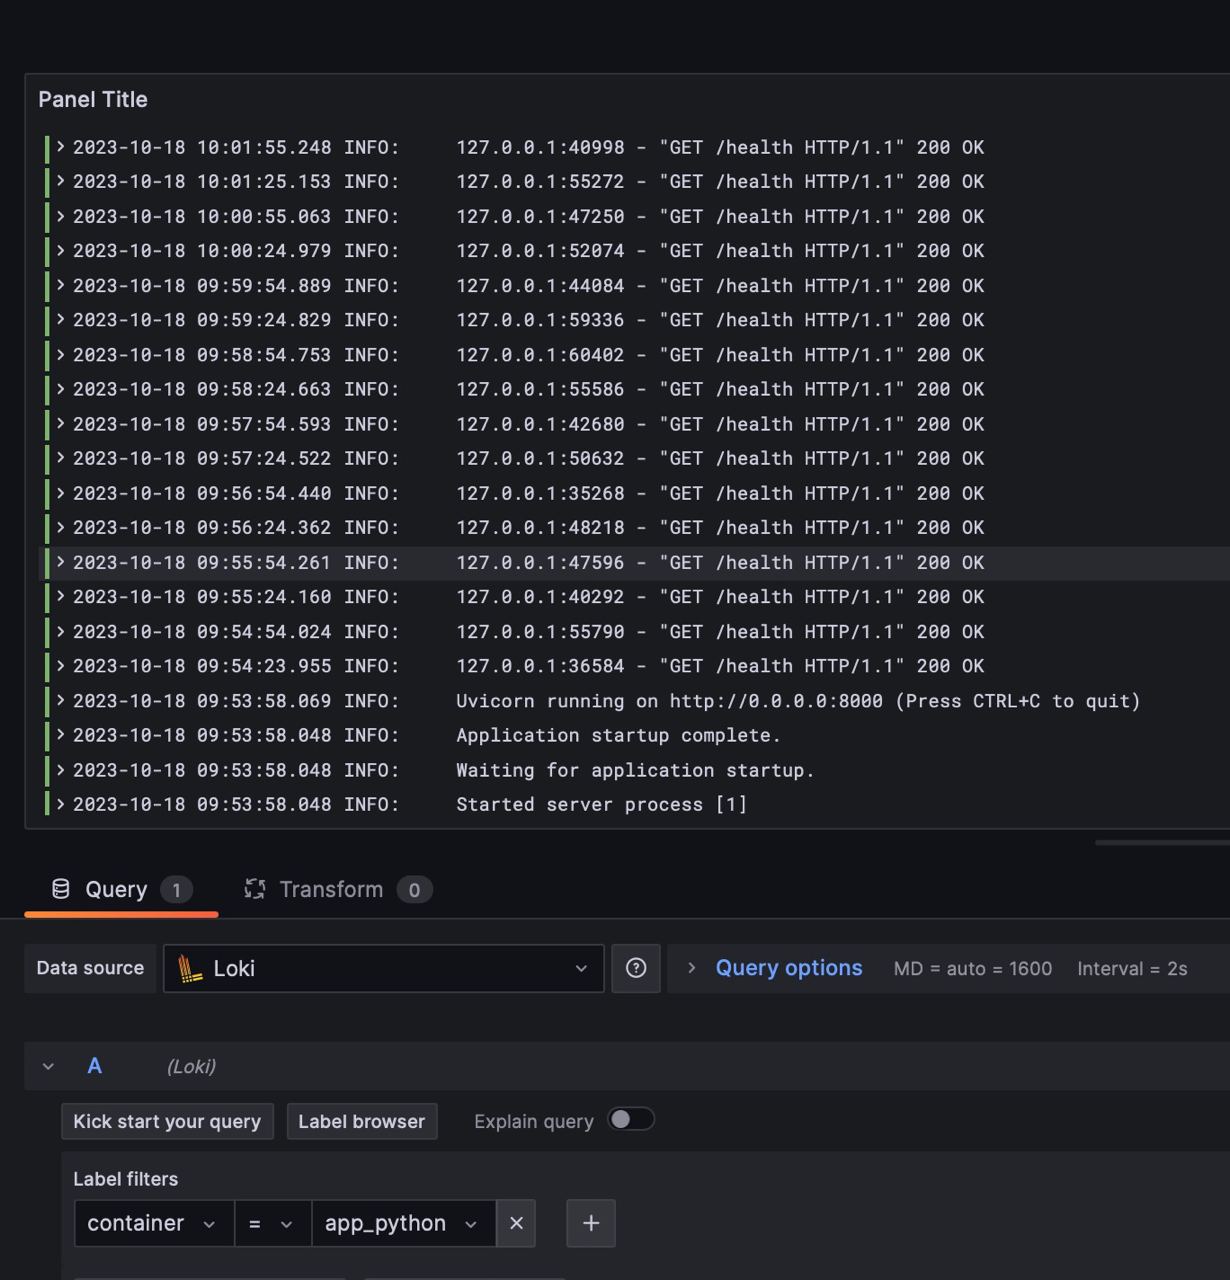 Panel Title
2023-10-18 10:01:55.248 INFO: 127.0.0.1:40998 - "GET /health HTTP/1.1" 200 OK
2023-10-18 10:01:25.153 INFO: 127.0.0.1:55272 - "GET /health HTTP/1.1" 200 OK
2023-10-18 10:00:55.063 INFO: 127.0.0.1:47250 - "GET /health HTTP/1.1" 200 OK
2023-10-18 10:00:24.979 INFO: 127.0.0.1:52074 - "GET /health HTTP/1.1" 200 OK
2023-10-18 09:59:54.889 INFO: 127.0.0.1:44084 - "GET /health HTTP/1.1" 200 OK
2023-10-18 09:59:24.829 INFO: 127.0.0.1:59336 - "GET /health HTTP/1.1" 200 OK
2023-10-18 09:58:54.753 INFO: 127.0.0.1:60402 - "GET /health HTTP/1.1" 200 OK
2023-10-18 09:58:24.663 INFO: 127.0.0.1:55586 - "GET /health HTTP/1.1" 200 OK
2023-10-18 09:57:54.593 INFO: 127.0.0.1:42680 - "GET /health HTTP/1.1" 200 OK
2023-10-18 09:57:24.522 INFO: 127.0.0.1:50632 - "GET /health HTTP/1.1" 200 OK
2023-10-18 09:56:54.440 INFO: 127.0.0.1:35268 - "GET /health HTTP/1.1" 200 OK
2023-10-18 09:56:24.362 INFO: 127.0.0.1:48218 - "GET /health HTTP/1.1" 200 OK
2023-10-18 09:55:54.261 INFO: 127.0.0.1:47596 - "GET /health HTTP/1.1" 200 OK
2023-10-18 09:55:24.160 INFO: 127.0.0.1:40292 - "GET /health HTTP/1.1" 200 OK
2023-10-18 09:54:54.024 INFO: 127.0.0.1:55790 - "GET /health HTTP/1.1" 200 OK
2023-10-18 09:54:23.955 INFO: 127.0.0.1:36584 - "GET /health HTTP/1.1" 200 OK
2023-10-18 09:53:58.069 INFO: Uvicorn running on http://0.0.0.0:8000 (Press CTRL+C to quit)
2023-10-18 09:53:58.048 INFO: Application startup complete.
2023-10-18 09:53:58.048 INFO: Waiting for application startup.
2023-10-18 09:53:58.048 INFO: Started server process [1]
Query 1 Transform 0
Data source Loki Query options MD = auto = 1600 Interval = 2s
A (Loki)
Kick start your query Label browser Explain query
Label filters
container = app_python